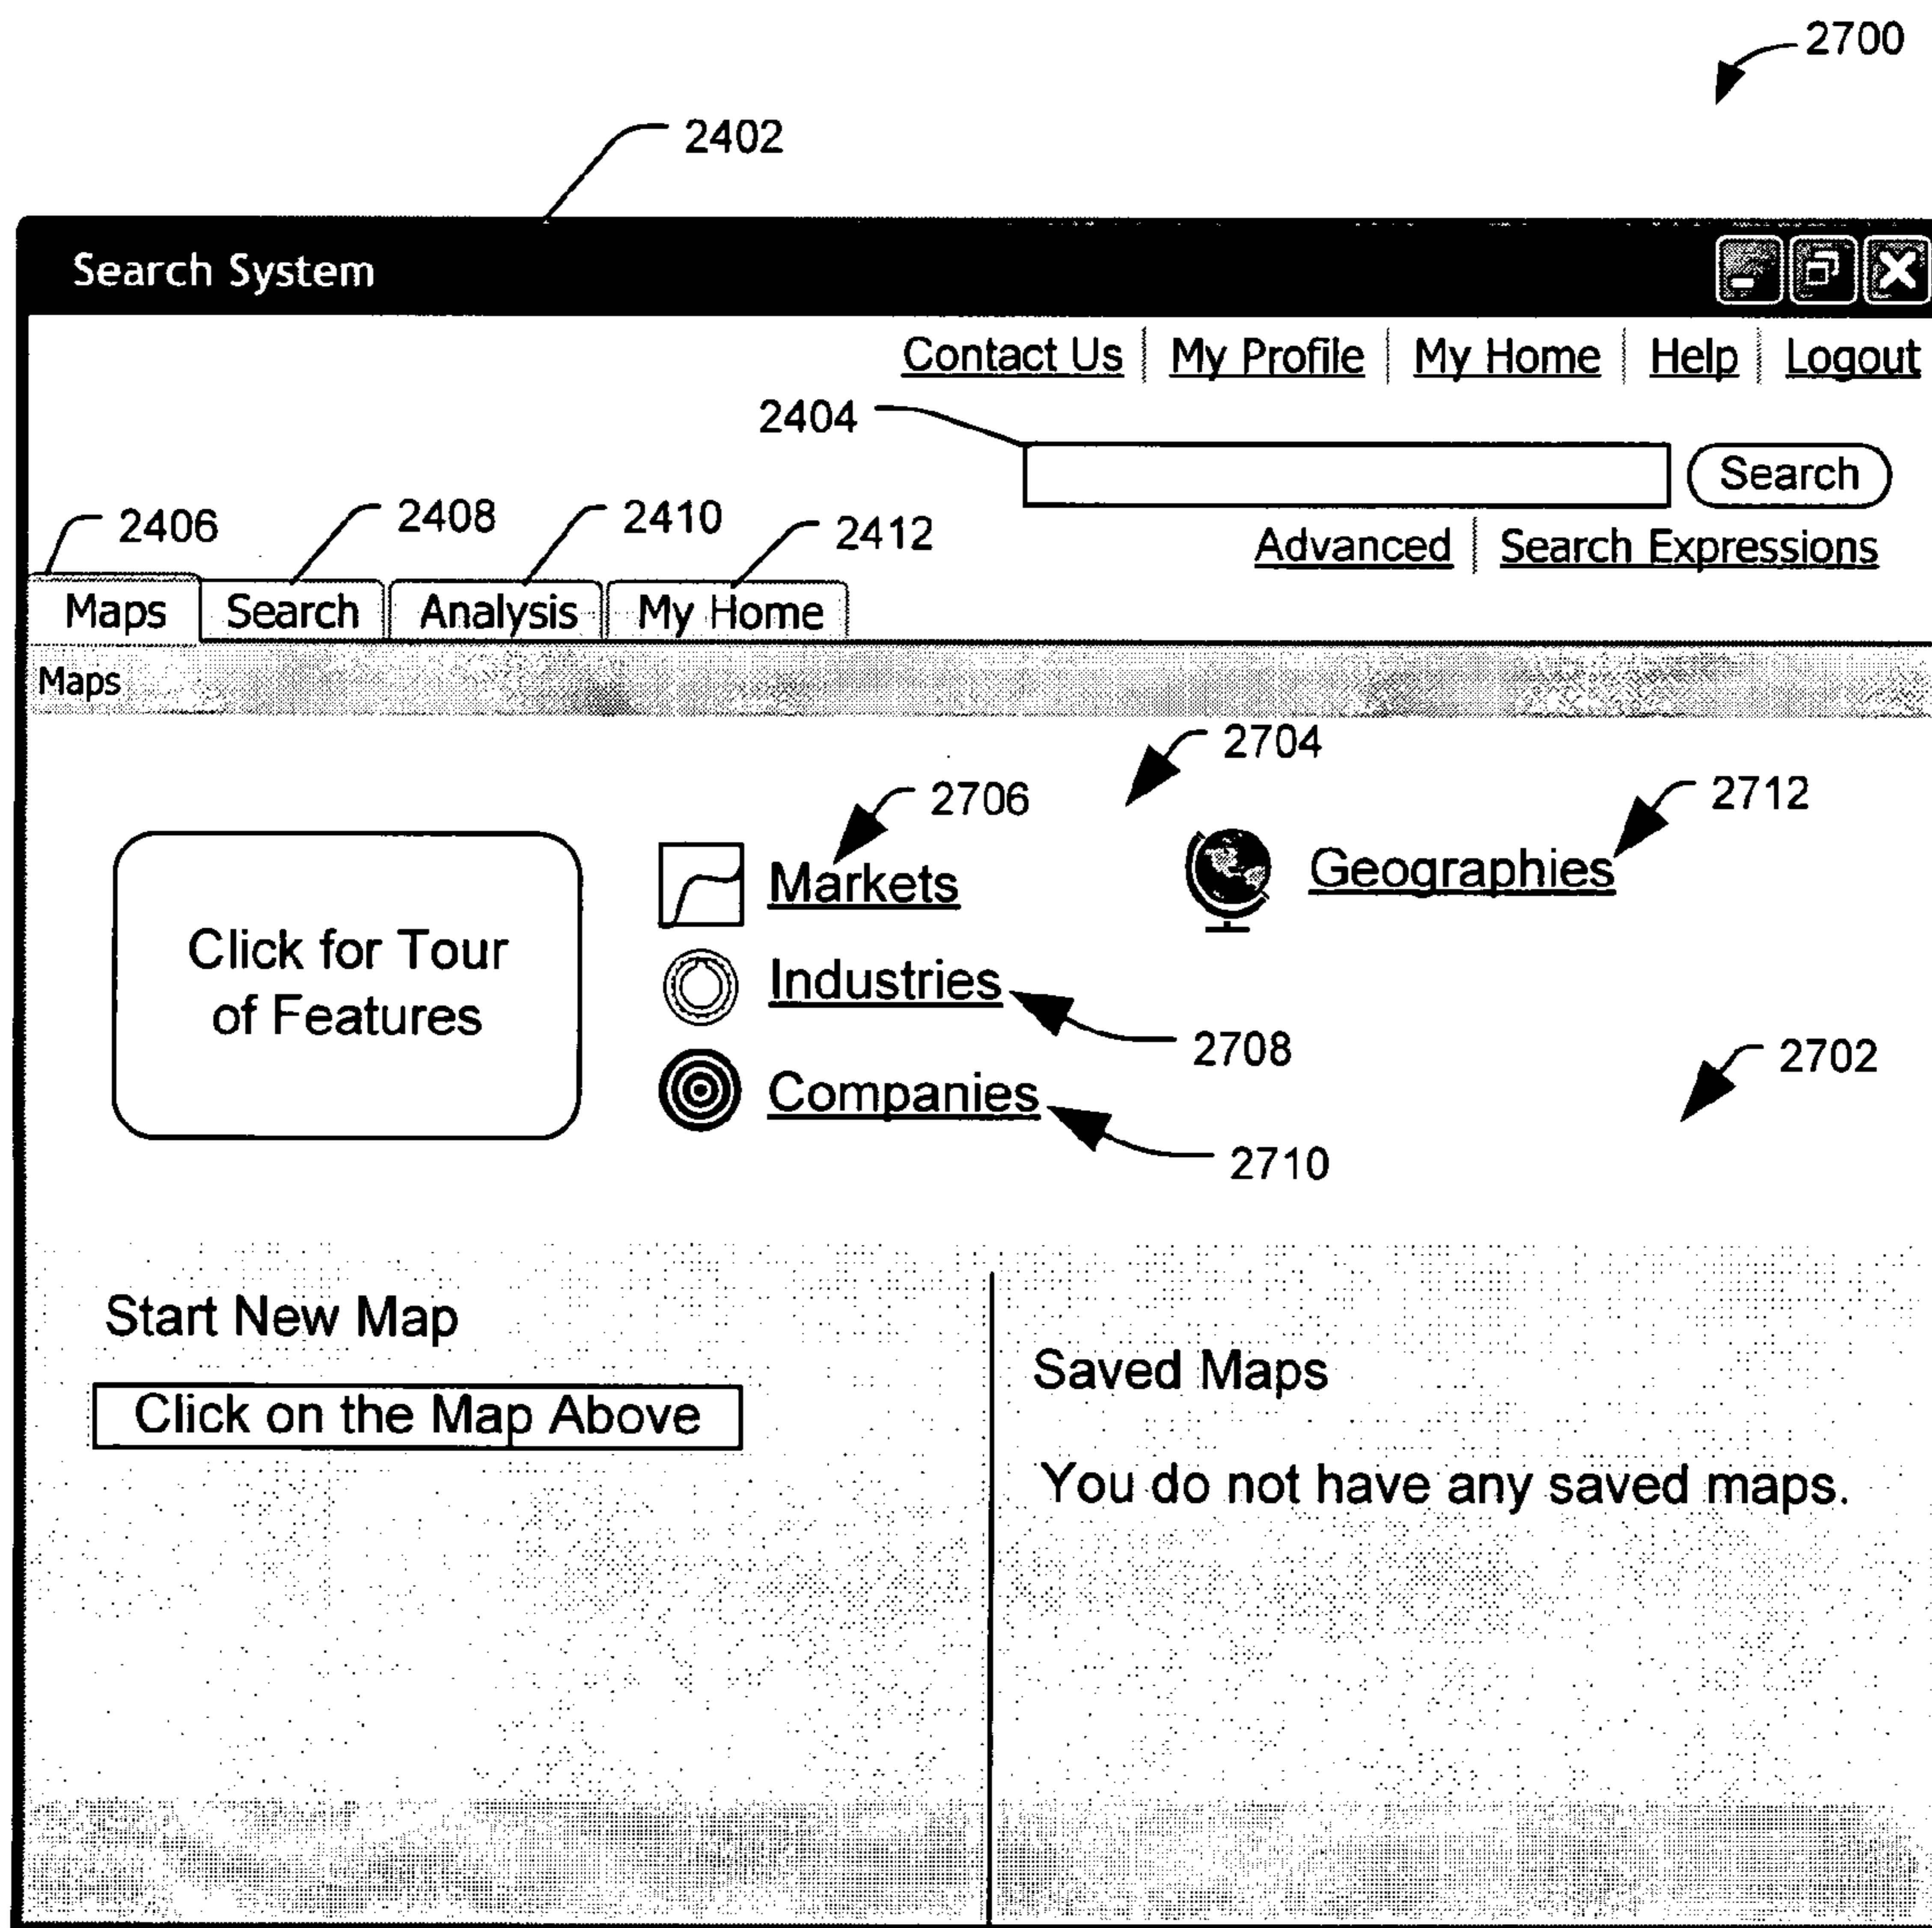 2700
2402
Search System
Contact Us My Profile My Home Help Logout
2404
Search
2406 2408 2410 2412
Advanced Search Expressions
Maps Search Analysis My Home
Maps
2704
2706
2712
Click for Tour
of Features
Markets
Geographies
Industries
2708
2702
Companies
2710
Start New Map
Click on the Map Above
Saved Maps
You do not have any saved maps.